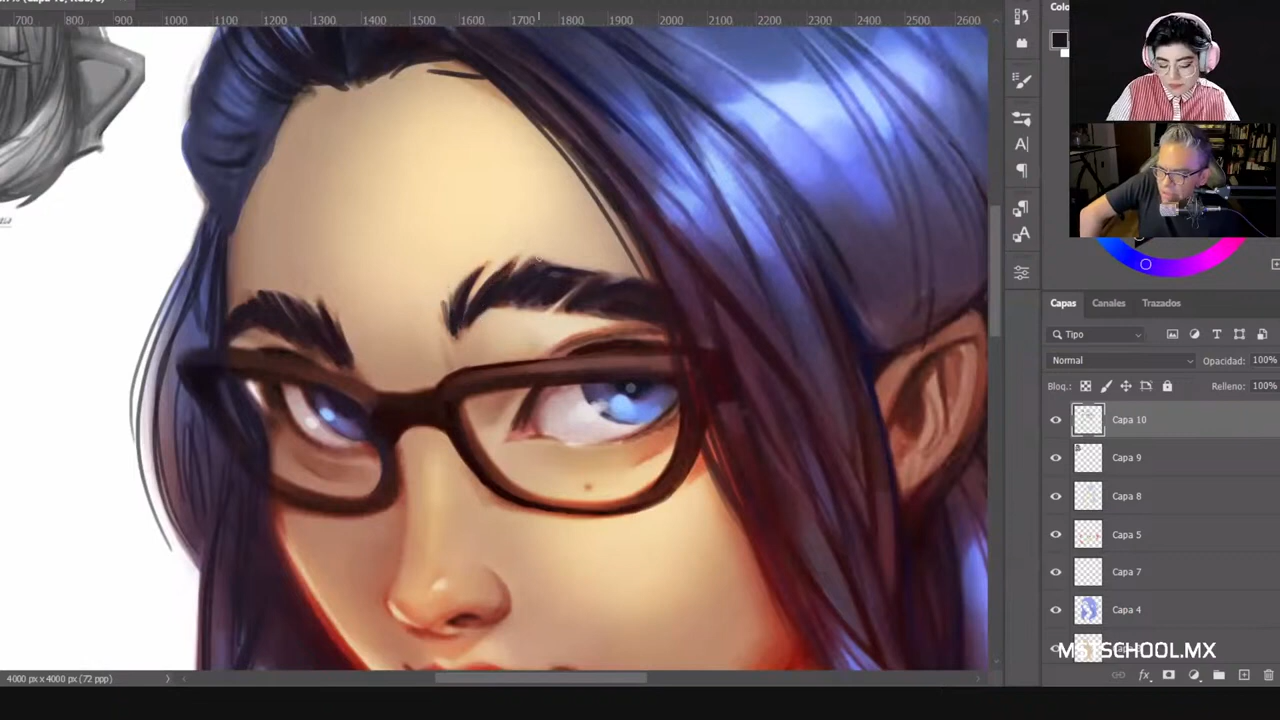 700 800 900 1000 1100 1200 1300 1400 1500 1600 1700 1800 1900 2000 2100 2200 2300 2400 2500 2600
Colo
Capas Canales Trazados
Tipo
Normal Opacidad: 100%
Bloq.: Relleno: 100%
Capa 10
Capa 9
Capa 8
Capa 5
Capa 7
Capa 4
MSTSCHOOL.MX
fx
4000 px x 4000 px (72 ppp)